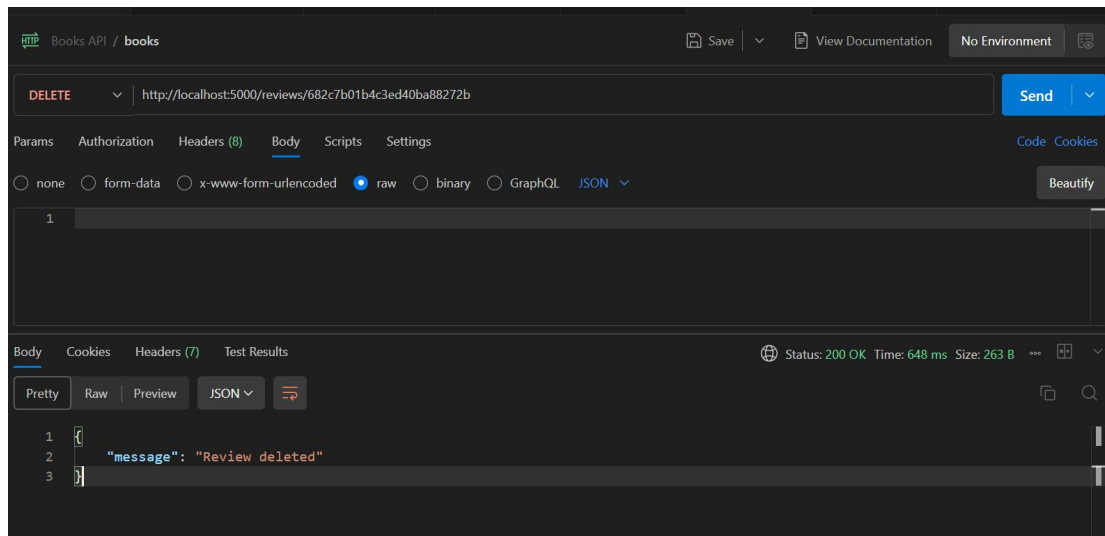 HTTP Books API / books Save View Documentation No Environment
DELETE http://localhost:5000/reviews/682c7b01b4c3ed40ba88272b Send
Params Authorization Headers (8) Body Scripts Settings Code Cookies
none form-data x-www-form-urlencoded raw binary GraphQL JSON Beautify
1
Body Cookies Headers (7) Test Results Status: 200 OK Time: 648 ms Size: 263 B
Pretty Raw Preview JSON
1 {
2 "message": "Review deleted"
3 }